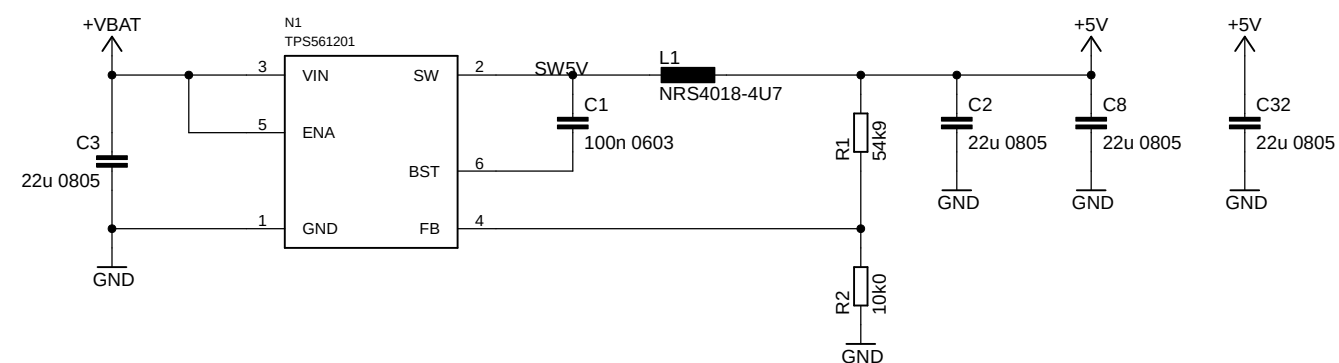 +VBAT
N1
TPS561201
+5V
+5V
3 VIN SW 2
SW5V
L1
NRS4018-4U7
C1
100n 0603
C2
22u 0805
C8
22u 0805
C32
22u 0805
5 ENA
R1
54k9
C3
22u 0805
BST 6
GND
GND
GND
1 GND FB 4
GND
R2
10k0
GND